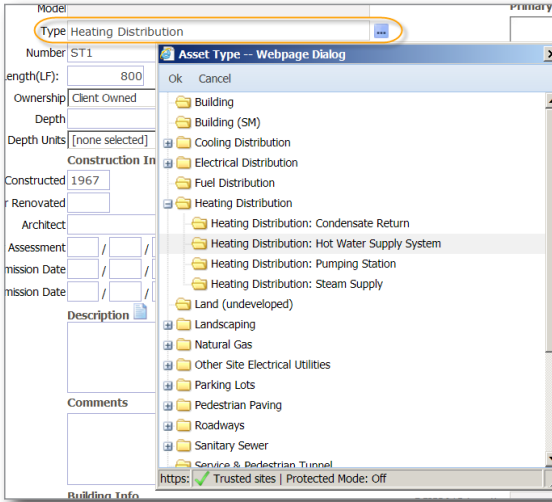 Model
Primary
Type Heating Distribution ...
Number ST1
Asset Type -- Webpage Dialog
ength(LF): 800
Ok Cancel
Ownership Client Owned
Building
Depth
Building (SM)
Depth Units [none selected]
Cooling Distribution
Construction In
Electrical Distribution
Constructed 1967
Fuel Distribution
r Renovated
Heating Distribution
Architect
Heating Distribution: Condensate Return
Assessment / /
Heating Distribution: Hot Water Supply System
mission Date / /
Heating Distribution: Pumping Station
mission Date / /
Heating Distribution: Steam Supply
Description
Land (undeveloped)
Landscaping
Natural Gas
Other Site Electrical Utilities
Parking Lots
Comments
Pedestrian Paving
Roadways
Sanitary Sewer
Service & Pedestrian Tunnel
https: Trusted sites | Protected Mode: Off
Building Info